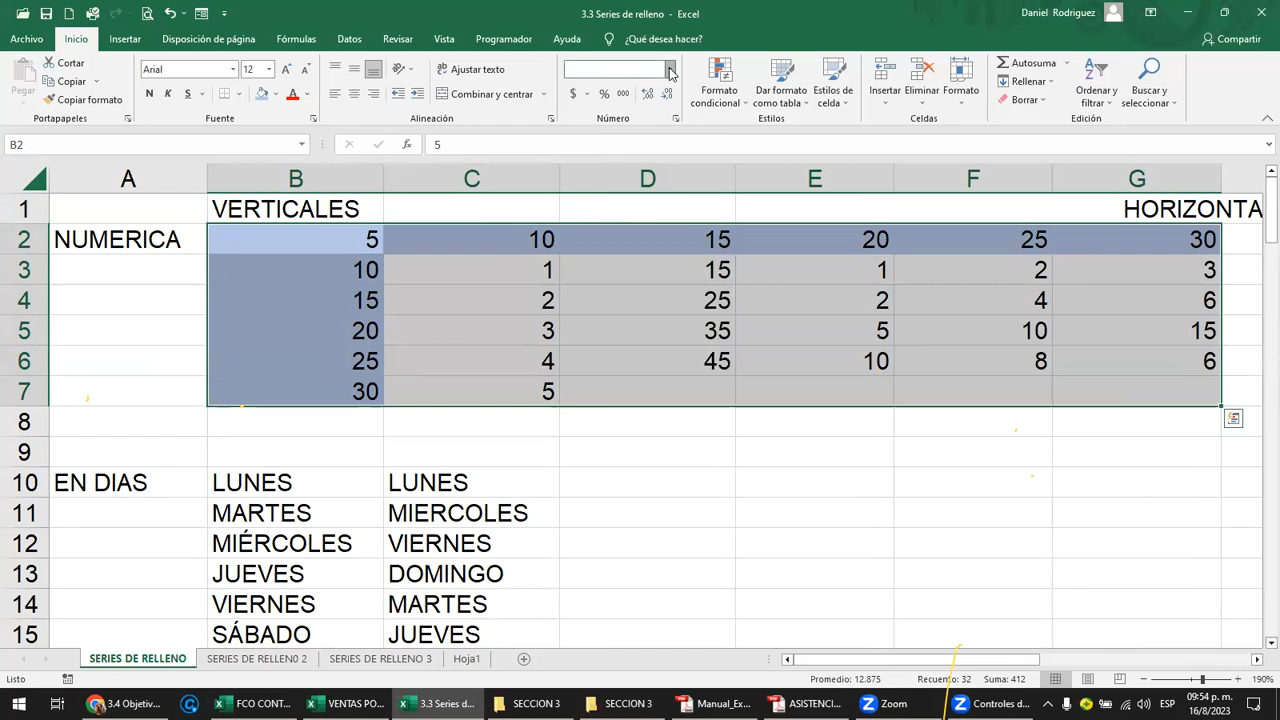 3.3 Series de relleno - Excel
Daniel Rodriguez
Archivo Inicio Insertar Disposición de página Fórmulas Datos Revisar Vista Programador Ayuda ¿Qué desea hacer? Compartir
Pegar
Cortar
Copiar
Copiar formato
Portapapeles
Arial 12
N K S
Fuente
Ajustar texto
Combinar y centrar
Alineación
$ % 000
Número
Formato condicional
Dar formato como tabla
Estilos de celda
Estilos
Insertar Eliminar Formato
Celdas
Autosuma
Rellenar
Borrar
Ordenar y filtrar
Buscar y seleccionar
Edición
B2 fx 5
A B C D E F G
1 VERTICALES HORIZONTA
2 NUMERICA 5 10 15 20 25 30
3 10 1 15 1 2 3
4 15 2 25 2 4 6
5 20 3 35 5 10 15
6 25 4 45 10 8 6
7 30 5
8
9
10 EN DIAS LUNES LUNES
11 MARTES MIERCOLES
12 MIÉRCOLES VIERNES
13 JUEVES DOMINGO
14 VIERNES MARTES
15 SÁBADO JUEVES
SERIES DE RELLENO SERIES DE RELLEN0 2 SERIES DE RELLENO 3 Hoja1
Listo Promedio: 12.875 Recuento: 32 Suma: 412 190%
3.4 Objetiv... FCO CONT... VENTAS PO... 3.3 Series d... SECCION 3 SECCION 3 Manual_Ex... ASISTENCI... Zoom Controles d... ESP 09:54 p. m.
16/8/2023